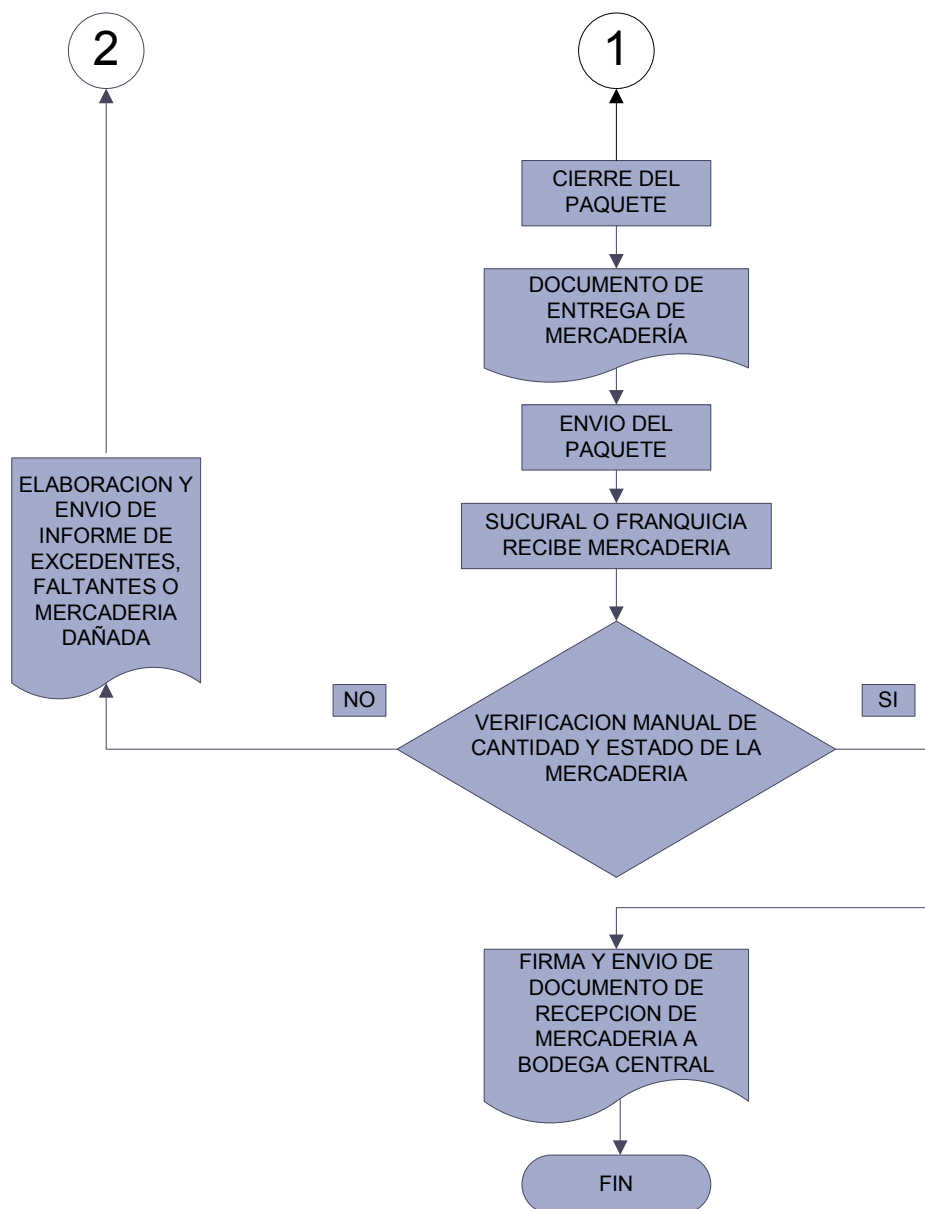 2
1
CIERRE DEL
PAQUETE
DOCUMENTO DE
ENTREGA DE
MERCADERÍA
ENVIO DEL
PAQUETE
SUCURAL O FRANQUICIA
RECIBE MERCADERIA
ELABORACION Y
ENVIO DE
INFORME DE
EXCEDENTES,
FALTANTES O
MERCADERIA
DAÑADA
NO
SI
VERIFICACION MANUAL DE
CANTIDAD Y ESTADO DE LA
MERCADERIA
FIRMA Y ENVIO DE
DOCUMENTO DE
RECEPCION DE
MERCADERIA A
BODEGA CENTRAL
FIN